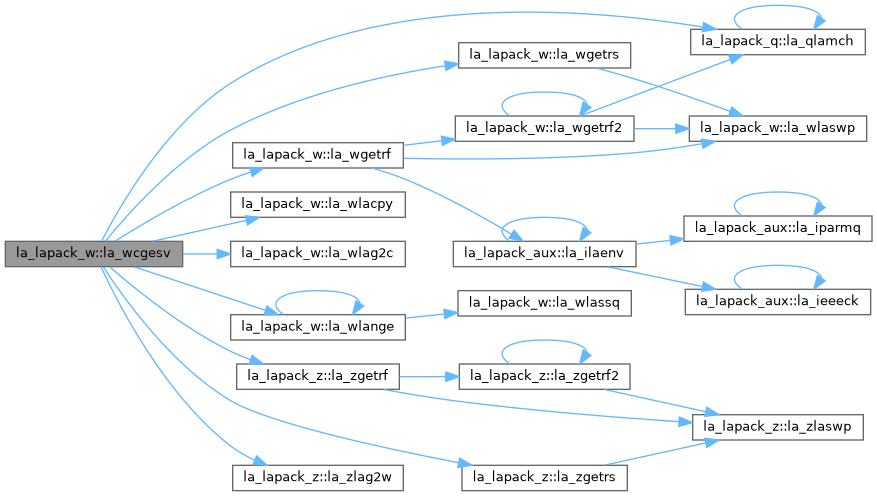 la_lapack_q::la_qlamch
la_lapack_w::la_wgetrs
la_lapack_w::la_wgetrf2
la_lapack_w::la_wlaswp
la_lapack_w::la_wgetrf
la_lapack_w::la_wlacpy
la_lapack_aux::la_iparmq
la_lapack_w::la_wcgesv
la_lapack_w::la_wlag2c
la_lapack_aux::la_ilaenv
la_lapack_aux::la_ieeeck
la_lapack_w::la_wlassq
la_lapack_w::la_wlange
la_lapack_z::la_zgetrf
la_lapack_z::la_zgetrf2
la_lapack_z::la_zlaswp
la_lapack_z::la_zlag2w
la_lapack_z::la_zgetrs